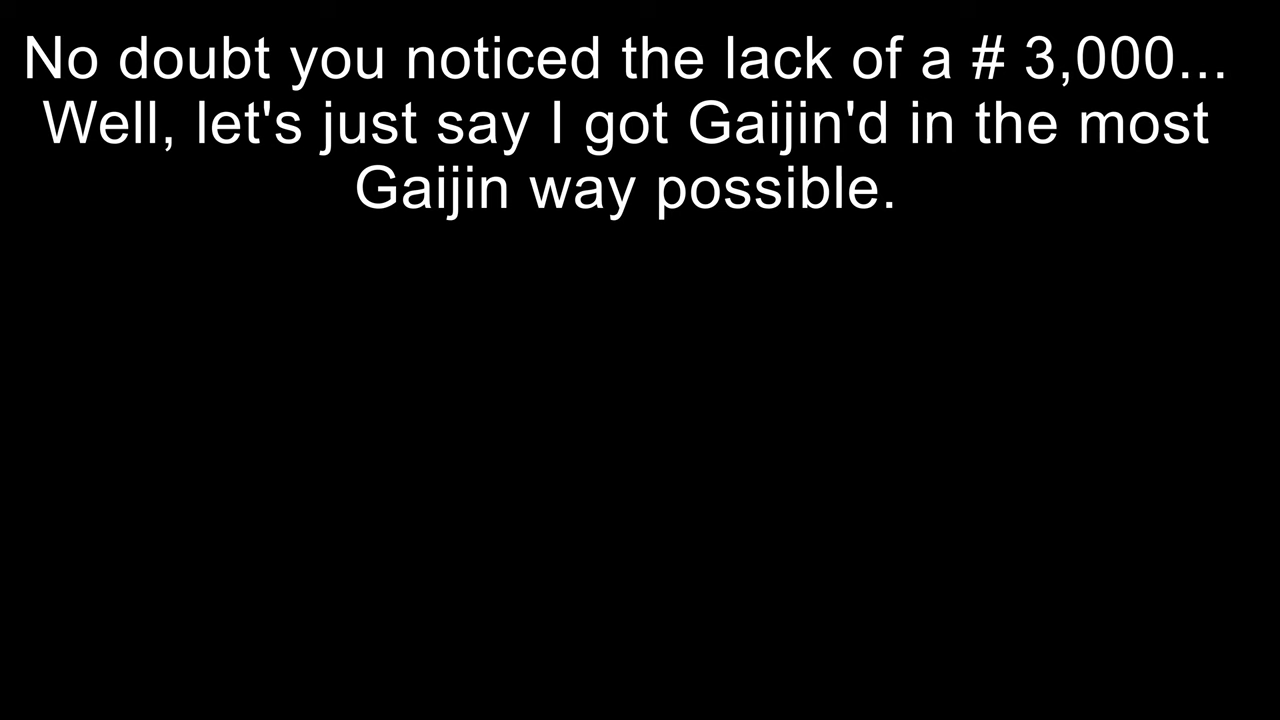 No doubt you noticed the lack of a # 3,000...
Well, let's just say I got Gaijin'd in the most
Gaijin way possible.